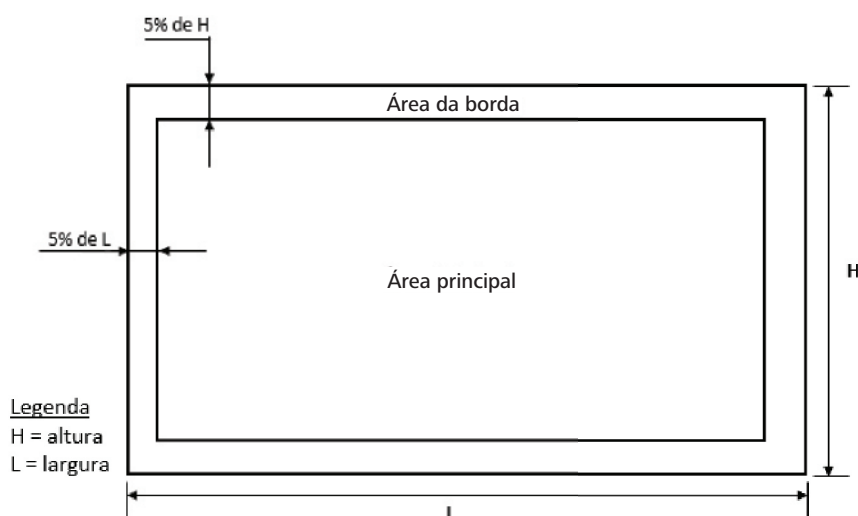 5% de H
Área da borda
5% de L
Área principal
H
Legenda
H = altura
L = largura
L